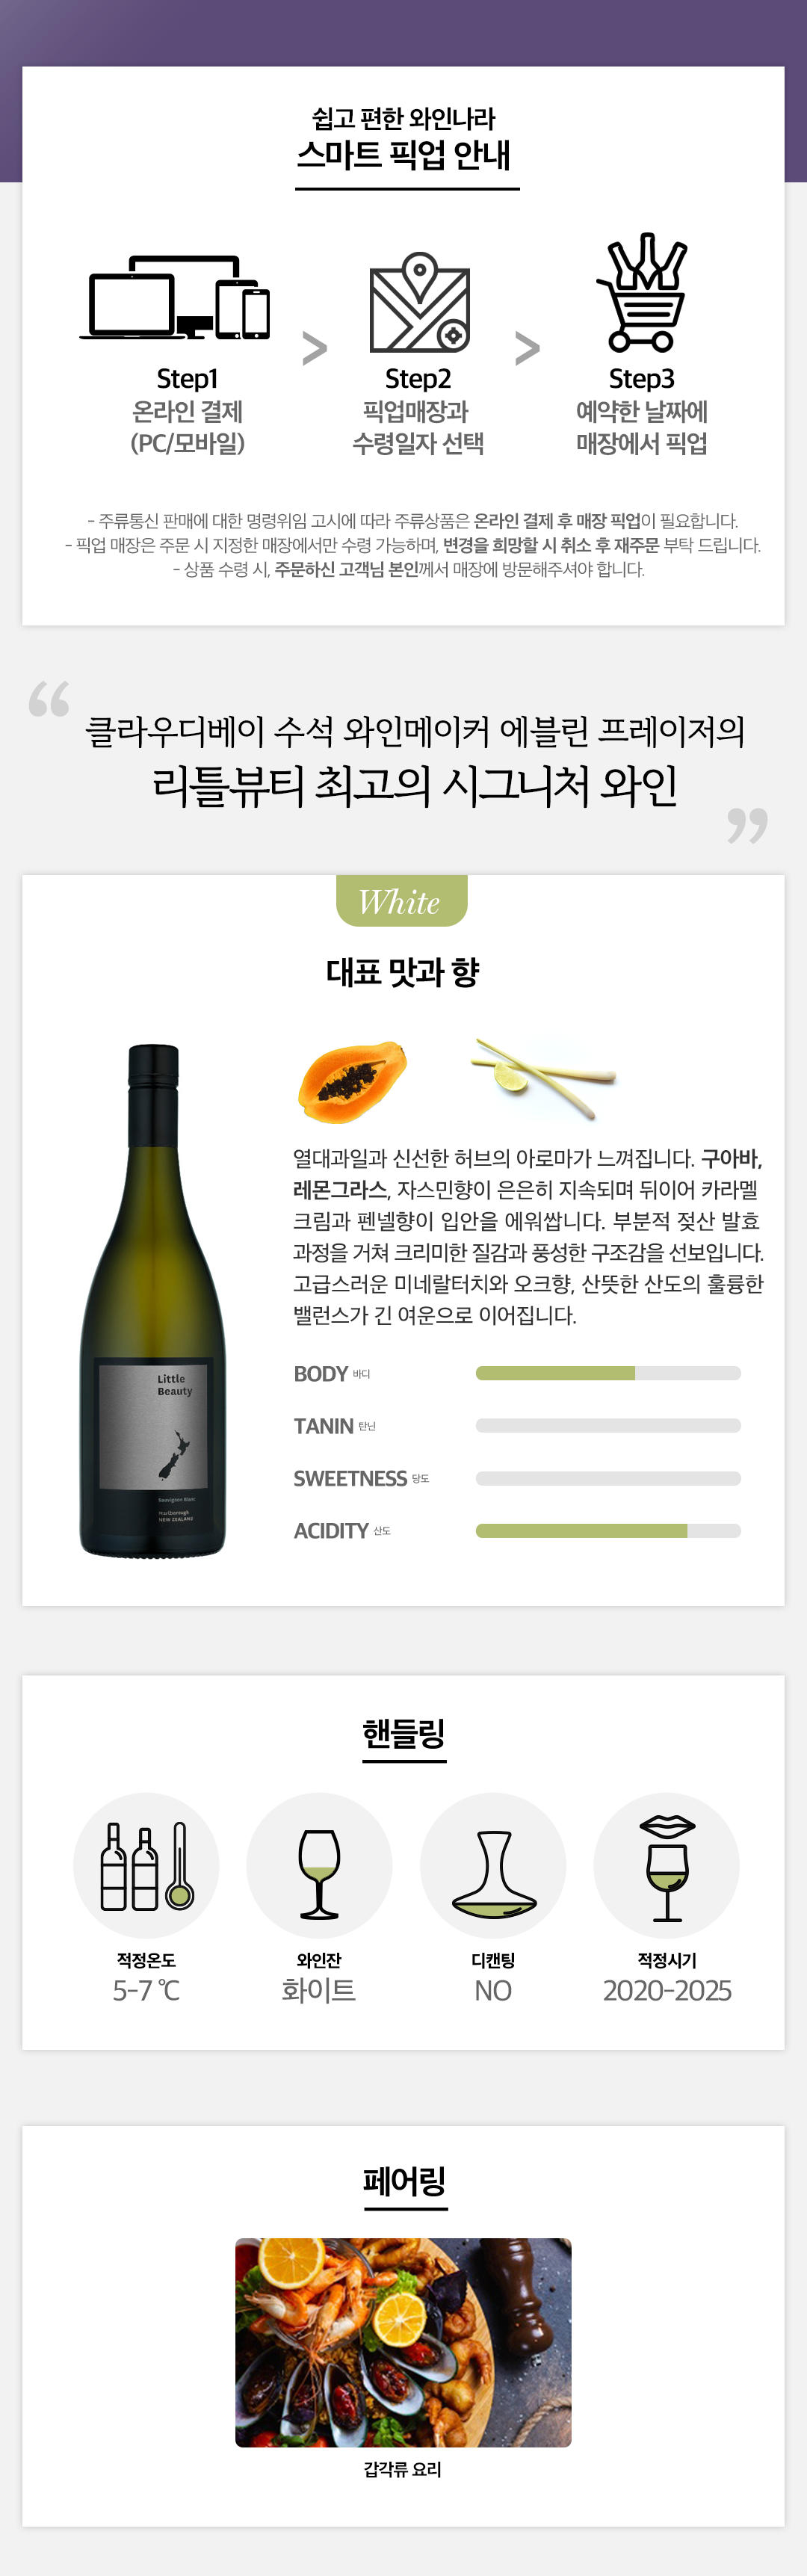 쉽고 편한 와인나라
스마트 픽업 안내
Step1
온라인 결제
(PC/모바일)
>
Step2
픽업매장과
수령일자 선택
>
Step3
예약한 날짜에
매장에서 픽업
- 주류통신 판매에 대한 명령위임 고시에 따라 주류상품은 온라인 결제 후 매장 픽업이 필요합니다.
- 픽업 매장은 주문 시 지정한 매장에서만 수령 가능하며, 변경을 희망할 시 취소 후 재주문 부탁 드립니다.
- 상품 수령 시, 주문하신 고객님 본인께서 매장에 방문해주셔야 합니다.
“
클라우디베이 수석 와인메이커 에블린 프레이저의
리틀뷰티 최고의 시그니처 와인
”
White
대표 맛과 향
열대과일과 신선한 허브의 아로마가 느껴집니다. 구아바,
레몬그라스, 자스민향이 은은히 지속되며 뒤이어 카라멜
크림과 펜넬향이 입안을 에워쌉니다. 부분적 젖산 발효
과정을 거쳐 크리미한 질감과 풍성한 구조감을 선보입니다.
고급스러운 미네랄터치와 오크향, 산뜻한 산도의 훌륭한
밸런스가 긴 여운으로 이어집니다.
Little
Beauty
Sauvignon Blanc
Marlborough
NEW ZEALAND
BODY 바디
TANIN 탄닌
SWEETNESS 당도
ACIDITY 산도
핸들링
적정온도
5-7 ℃
와인잔
화이트
디캔팅
NO
적정시기
2020-2025
페어링
갑각류 요리